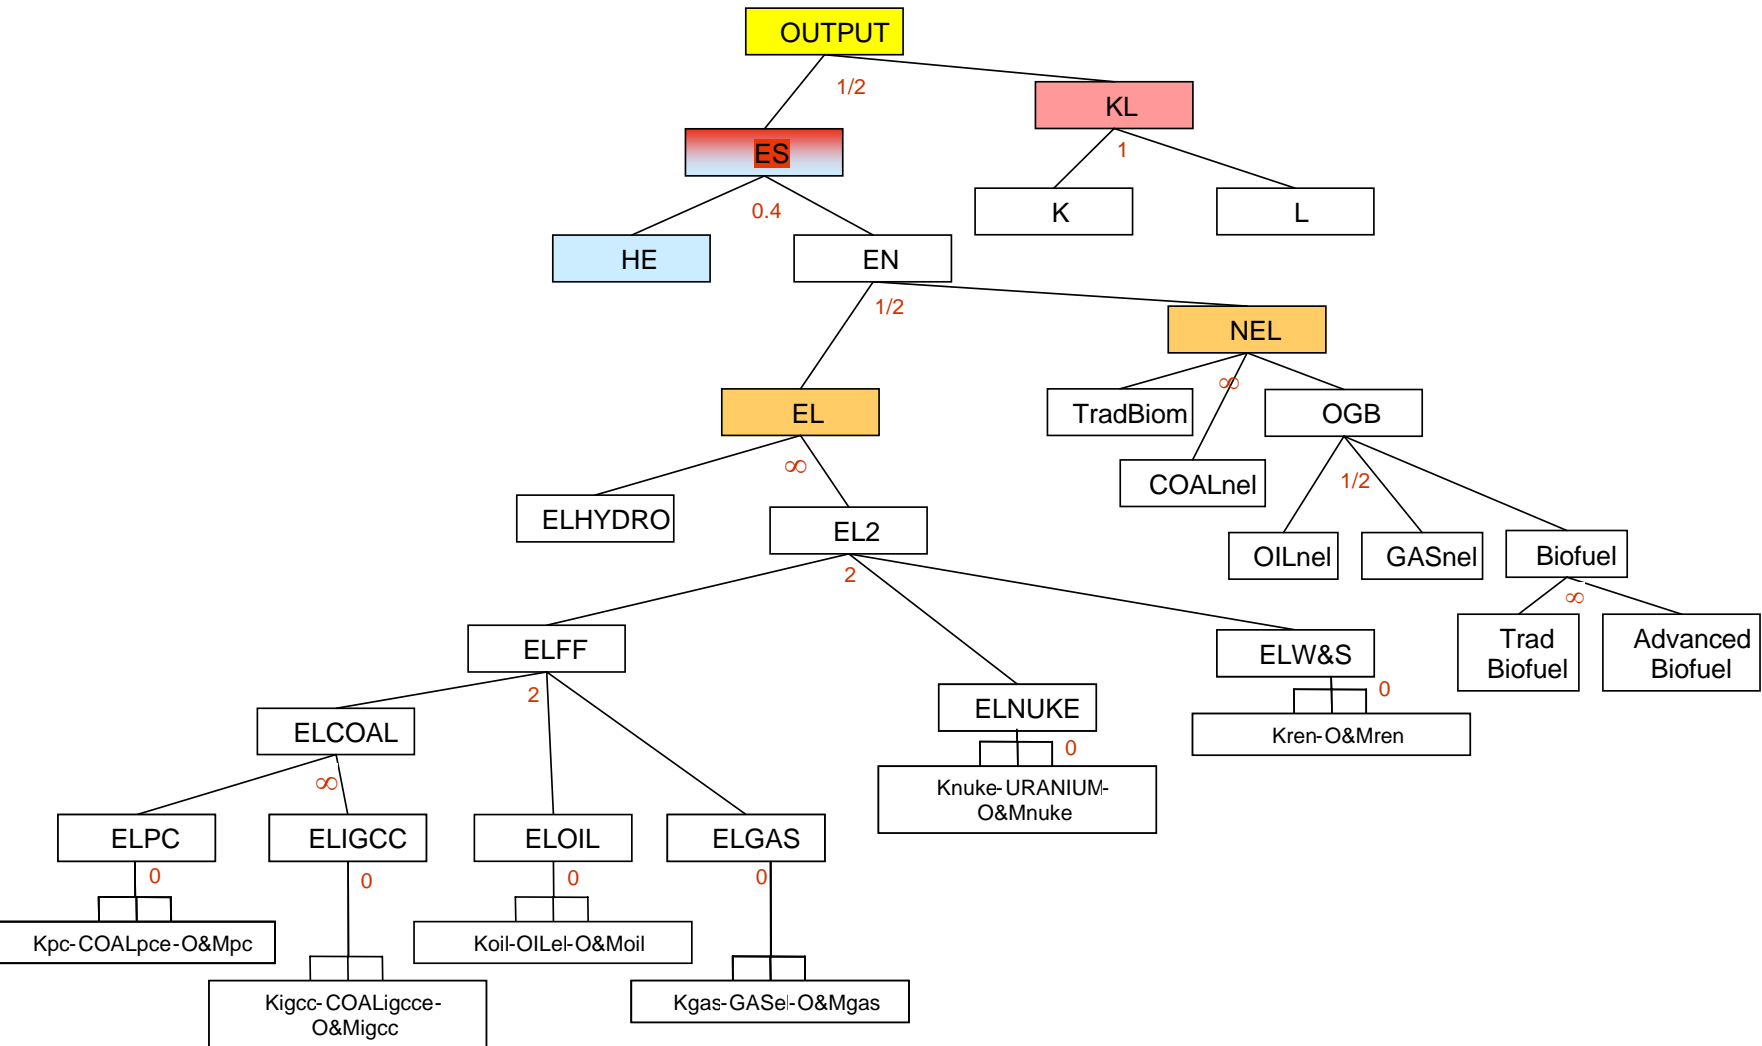 OUTPUT
1/2
KL
ES
1
0.4
K
L
HE
EN
1/2
NEL
∞
TradBiom
OGB
EL
∞
COALnel
1/2
ELHYDRO
EL2
OILnel
GASnel
Biofuel
2
∞
Trad
Biofuel
Advanced
Biofuel
ELFF
ELW&S
2
0
ELNUKE
Kren-O&Mren
ELCOAL
0
∞
Knuke-URANIUM-
O&Mnuke
ELPC
ELIGCC
ELOIL
ELGAS
0
0
0
0
Kpc-COALpce-O&Mpc
Koil-OILel-O&Moil
Kigcc-COALigcce-
O&Migcc
Kgas-GASel-O&Mgas